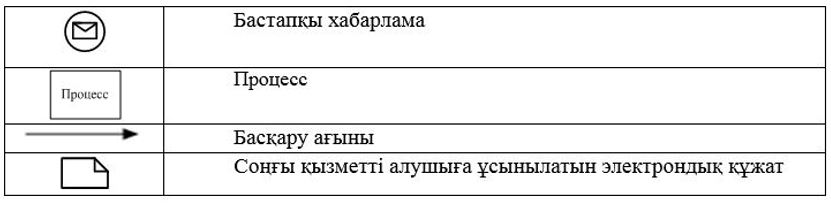 Бастапқы хабарлама
Процесс
Процесс
Басқару ағыны
Соңғы қызметті алушыға ұсынылатын электрондық құжат